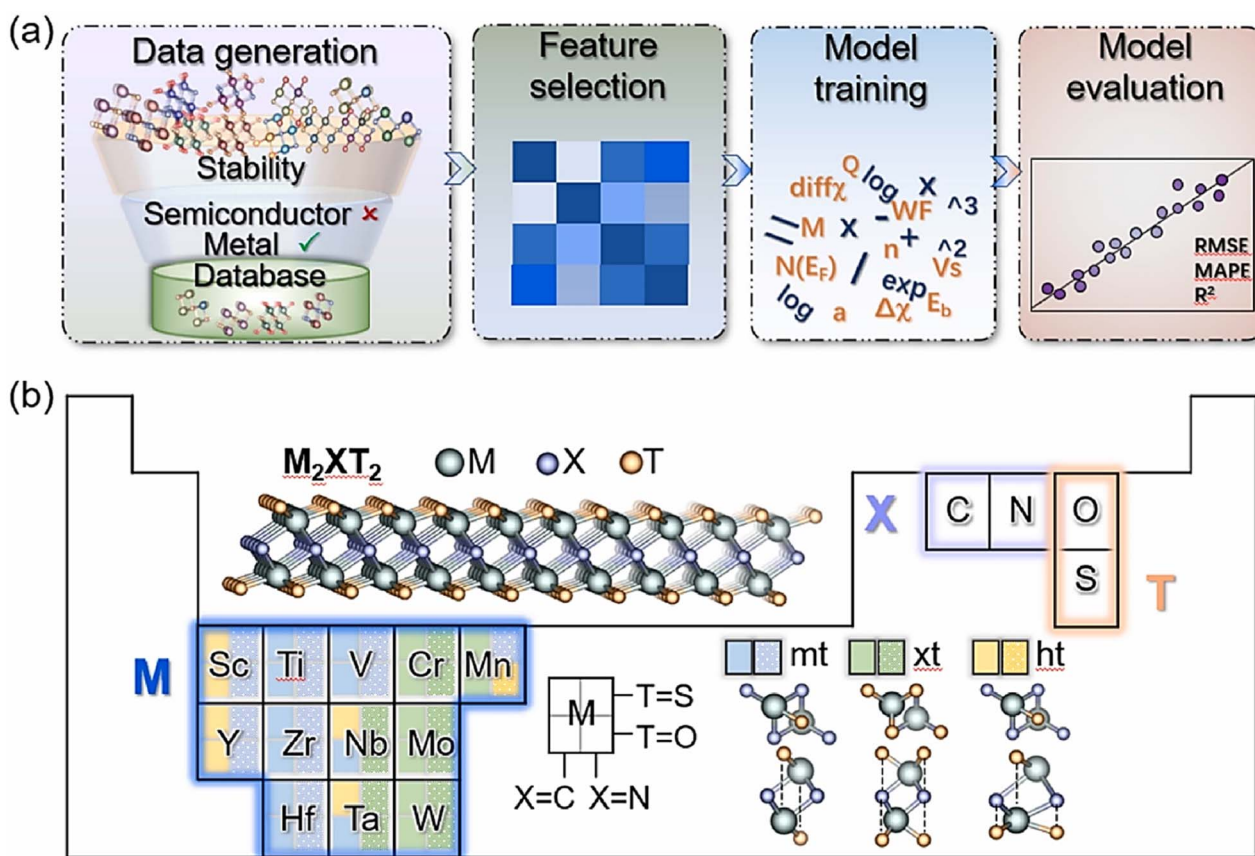 (a)
Data generation
Stability
Semiconductor ✗
Metal ✓
Database
Feature
selection
Model
training
Q
diffχ log X
- WF ^3
M X + ^2
n
N(E_F) / Vs
exp
log a Δχ E_b
Model
evaluation
RMSE
MAPE
R²
(b)
M₂XT₂ M X T
X C N O
S
T
M
Sc Ti V Cr Mn
Y Zr Nb Mo
Hf Ta W
M
T=S
T=O
X=C X=N
mt xt ht